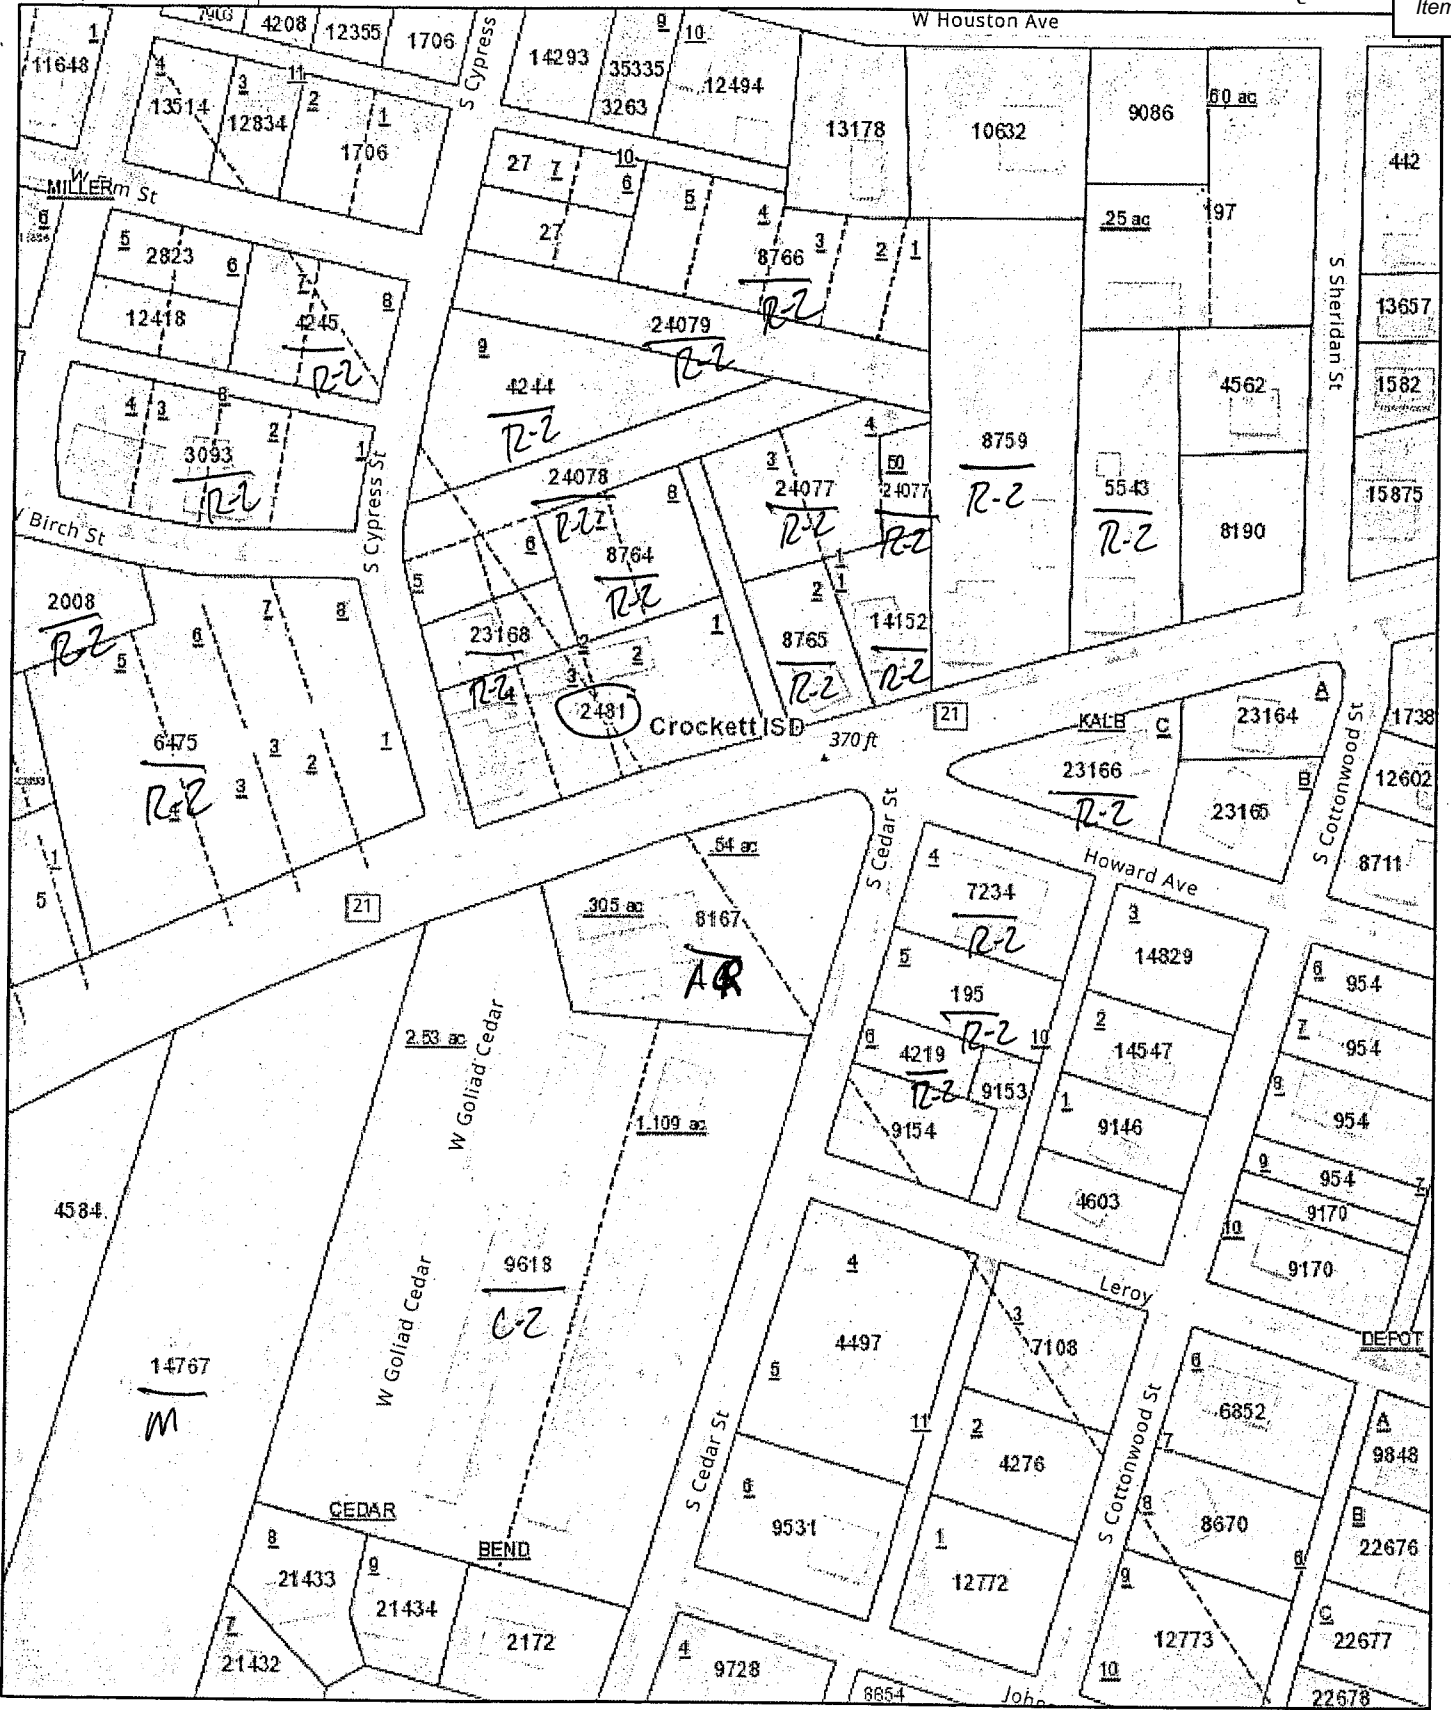 Item
W Houston Ave
7903
4208
12355
1706
S Cypress
14293
9
35335
3263
10
12494
1
11648
4
13514
3
12834
11
2
1
1706
13178
10632
9086
.60 ac
442
MILLER
W Elm St
27
7
10
6
27
5
4
8766
R-2
3
2
1
.25 ac
197
S Sheridan St
6
5
2823
6
12418
7
4245
R-2
8
24079
R-2
13657
9
4244
R-2
4562
1582
4
3
8
3093
R-2
2
1
S Cypress St
24078
R-2
8
3
24077
R-2
4
50
24077
R-2
8759
R-2
5543
R-2
8190
15875
Birch St
6
8764
R-2
5
2008
R-2
5
6
7
8
23168
R-2
2
2
3
1
2481
1
1
2
8765
R-2
14152
R-2
Crockett ISD
370 ft
21
KALB
C
A
23164
23166
R-2
B
23165
S Cottonwood St
1738
12602
8711
6475
R-2
4
3
3
2
1
1
5
21
.54 ac
.305 ac
8167
S Cedar St
Howard Ave
4
7234
R-2
3
14829
5
195
R-2
6
4219
R-2
10
9153
9154
2
14547
1
9146
4603
6
954
7
954
8
954
9
954
7
9170
10
9170
2.53 ac
W Goliad Cedar
1.109 ac
4584
9618
C-2
W Goliad Cedar
14767
M
4
4497
5
Leroy
3
7108
DEPOT
6
6852
7
11
2
4276
S Cottonwood St
A
9848
S Cedar St
6
9531
1
12772
8
8670
B
22676
6
9
12773
10
C
22677
22678
CEDAR
BEND
8
21433
9
21434
7
21432
2172
4
9728
8854
John